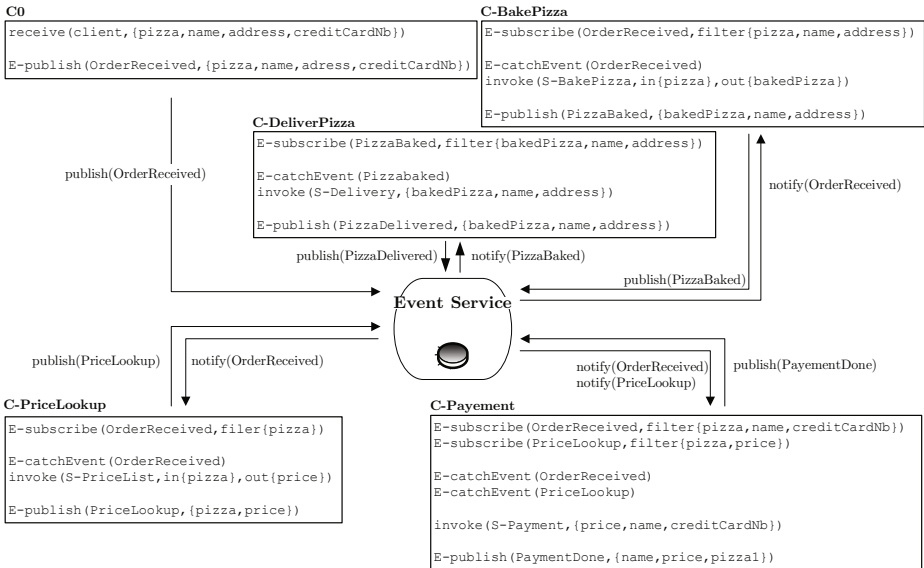 C0
receive(client,{pizza,name,address,creditCardNb})
E-publish(OrderReceived,{pizza,name,adress,creditCardNb})
C-BakePizza
E-subscribe(OrderReceived,filter{pizza,name,address})
E-catchEvent(OrderReceived)
invoke(S-BakePizza,in{pizza},out{bakedPizza})
E-publish(PizzaBaked,{bakedPizza,name,address})
C-DeliverPizza
E-subscribe(PizzaBaked,filter{bakedPizza,name,address})
E-catchEvent(Pizzabaked)
invoke(S-Delivery,{bakedPizza,name,address})
E-publish(PizzaDelivered,{bakedPizza,name,address})
publish(OrderReceived)
notify(OrderReceived)
publish(PizzaDelivered)
notify(PizzaBaked)
publish(PizzaBaked)
Event Service
publish(PriceLookup)
notify(OrderReceived)
notify(OrderReceived)
notify(PriceLookup)
publish(PayementDone)
C-PriceLookup
E-subscribe(OrderReceived,filer{pizza})
E-catchEvent(OrderReceived)
invoke(S-PriceList,in{pizza},out{price})
E-publish(PriceLookup,{pizza,price})
C-Payement
E-subscribe(OrderReceived,filter{pizza,name,creditCardNb})
E-subscribe(PriceLookup,filter{pizza,price})
E-catchEvent(OrderReceived)
E-catchEvent(PriceLookup)
invoke(S-Payment,{price,name,creditCardNb})
E-publish(PaymentDone,{name,price,pizza1})